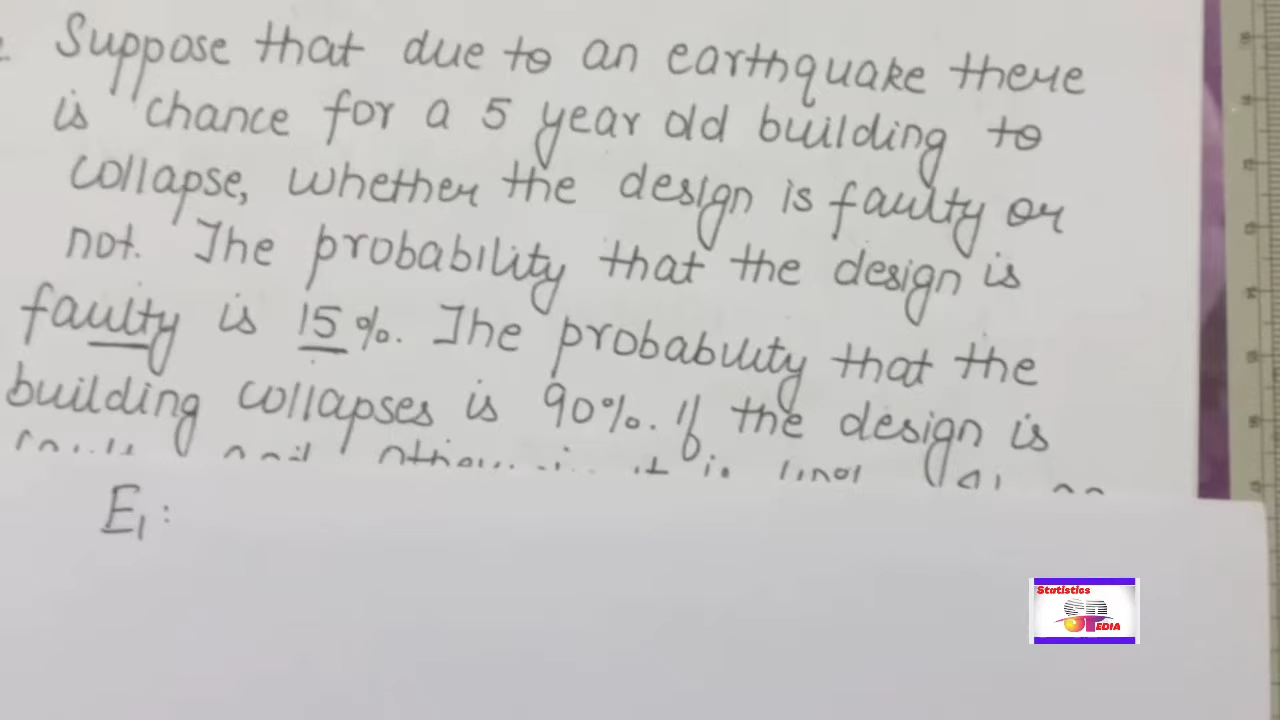 Suppose that due to an earthquake there
is chance for a 5 year old building to
collapse, whether the design is faulty or
not. The probability that the design is
faulty is 15%. The probability that the
building collapses is 90%. If the design is
E1:
Statistics
EDIA